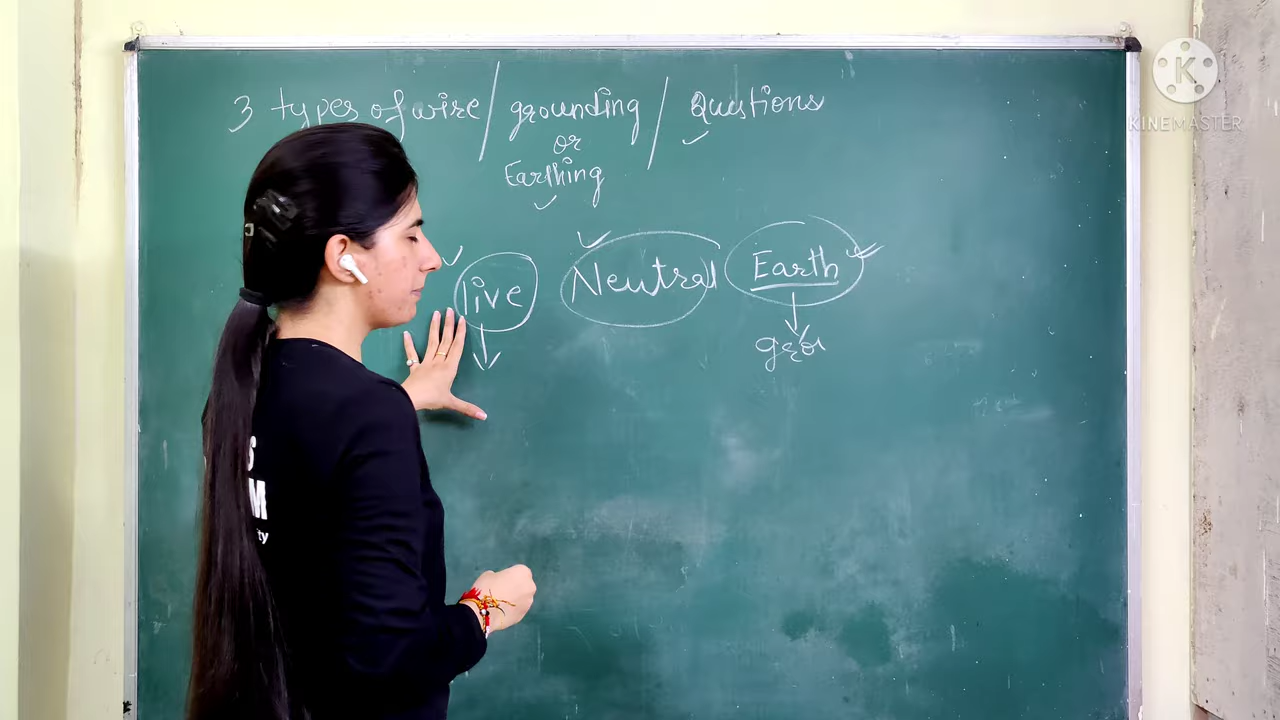 3 types of wire / grounding / Questions
or
Earthing
live Neutral Earth
KINEMASTER